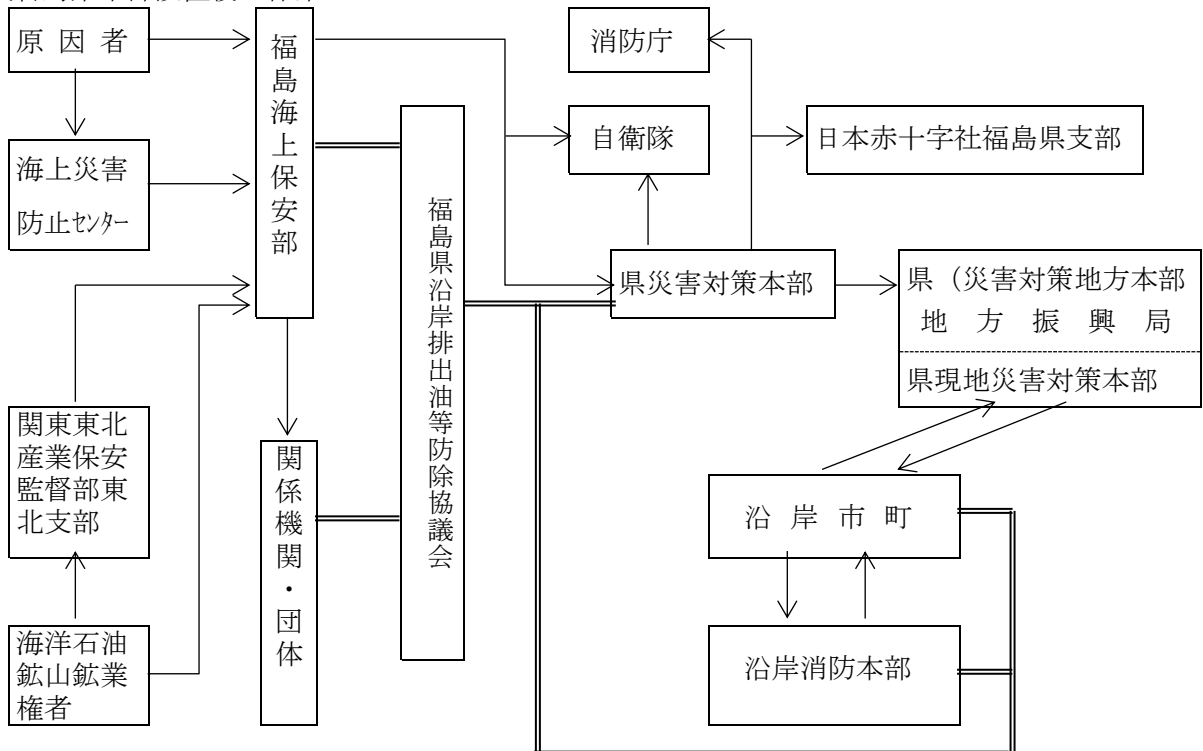 原因者
海上災害
防止センター
関東東北
産業保安
監督部東
北支部
海洋石油
鉱山鉱業
権者
福島海上保安部
関係機関・団体
福島県沿岸排出油等防除協議会
消防庁
自衛隊
日本赤十字社福島県支部
県災害対策本部
県（災害対策地方本部
地方振興局
県現地災害対策本部
沿岸市町
沿岸消防本部